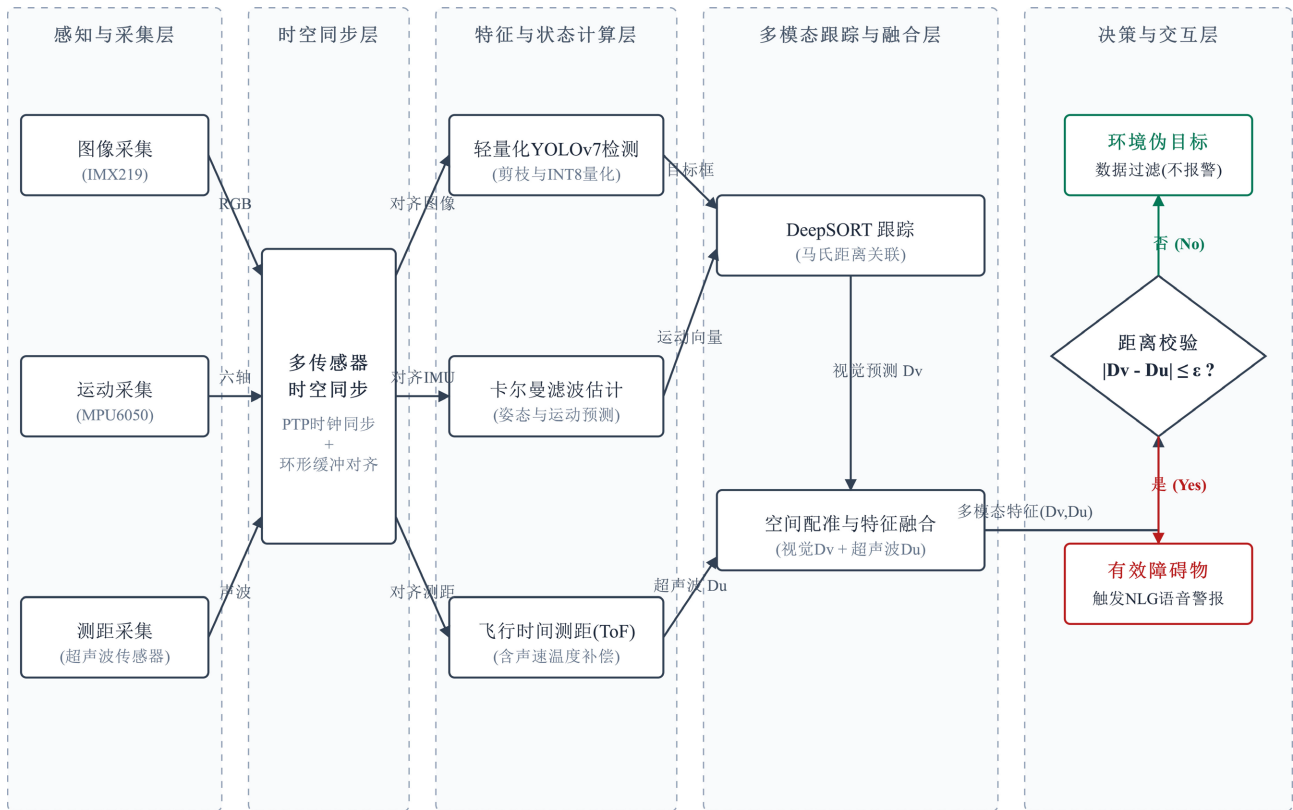 感知与采集层
时空同步层
特征与状态计算层
多模态跟踪与融合层
决策与交互层
图像采集
(IMX219)
运动采集
(MPU6050)
测距采集
(超声波传感器)
RGB
六轴
声波
多传感器
时空同步
PTP时钟同步
+
环形缓冲对齐
对齐图像
对齐IMU
对齐测距
轻量化YOLOv7检测
(剪枝与INT8量化)
卡尔曼滤波估计
(姿态与运动预测)
飞行时间测距(ToF)
(含声速温度补偿)
目标框
运动向量
超声波 Du
DeepSORT 跟踪
(马氏距离关联)
视觉预测 Dv
空间配准与特征融合
(视觉Dv + 超声波Du)
多模态特征(Dv,Du)
环境伪目标
数据过滤(不报警)
否 (No)
距离校验
|Dv - Du| ≤ ε ?
是 (Yes)
有效障碍物
触发NLG语音警报